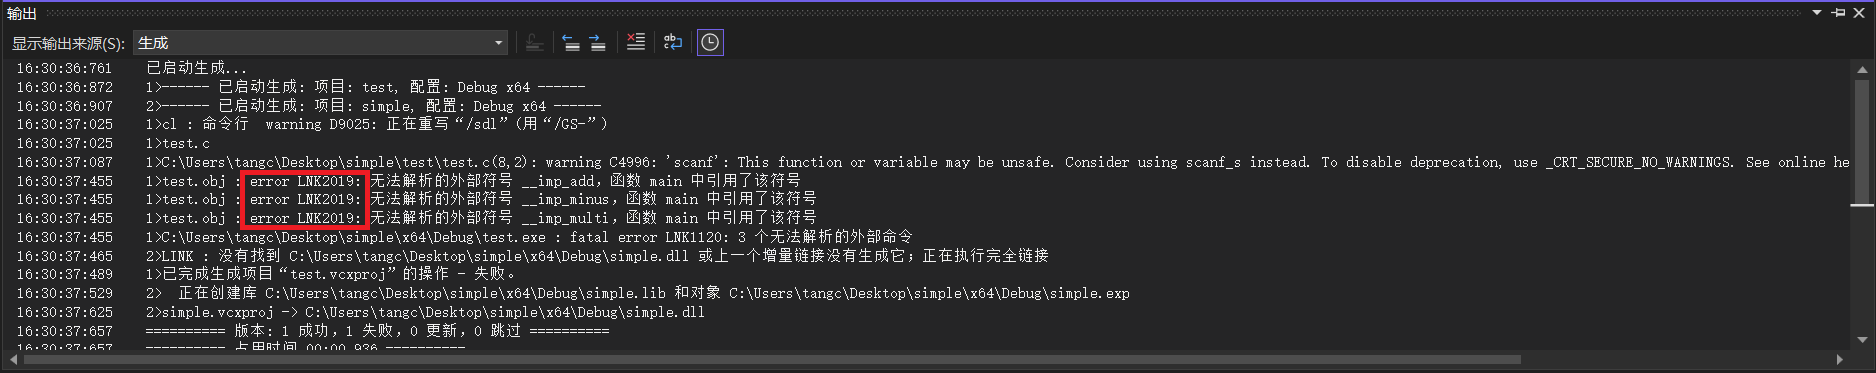 输出
显示输出来源(S): 生成
16:30:36:761 已启动生成...
16:30:36:872 1>------ 已启动生成: 项目: test, 配置: Debug x64 ------
16:30:36:907 2>------ 已启动生成: 项目: simple, 配置: Debug x64 ------
16:30:37:025 1>cl : 命令行  warning D9025: 正在重写“/sdl”(用“/GS-”)
16:30:37:025 1>test.c
16:30:37:087 1>C:\Users\tangc\Desktop\simple\test\test.c(8,2): warning C4996: 'scanf': This function or variable may be unsafe. Consider using scanf_s instead. To disable deprecation, use _CRT_SECURE_NO_WARNINGS. See online he
16:30:37:455 1>test.obj : error LNK2019: 无法解析的外部符号 __imp_add，函数 main 中引用了该符号
16:30:37:455 1>test.obj : error LNK2019: 无法解析的外部符号 __imp_minus，函数 main 中引用了该符号
16:30:37:455 1>test.obj : error LNK2019: 无法解析的外部符号 __imp_multi，函数 main 中引用了该符号
16:30:37:455 1>C:\Users\tangc\Desktop\simple\x64\Debug\test.exe : fatal error LNK1120: 3 个无法解析的外部命令
16:30:37:465 2>LINK : 没有找到 C:\Users\tangc\Desktop\simple\x64\Debug\simple.dll 或上一个增量链接没有生成它；正在执行完全链接
16:30:37:489 1>已完成生成项目“test.vcxproj”的操作 - 失败。
16:30:37:529 2>  正在创建库 C:\Users\tangc\Desktop\simple\x64\Debug\simple.lib 和对象 C:\Users\tangc\Desktop\simple\x64\Debug\simple.exp
16:30:37:625 2>simple.vcxproj -> C:\Users\tangc\Desktop\simple\x64\Debug\simple.dll
16:30:37:657 ========== 版本: 1 成功，1 失败，0 更新，0 跳过 ==========
16:30:37:657 ========== 占用时间 00:00.936 ==========